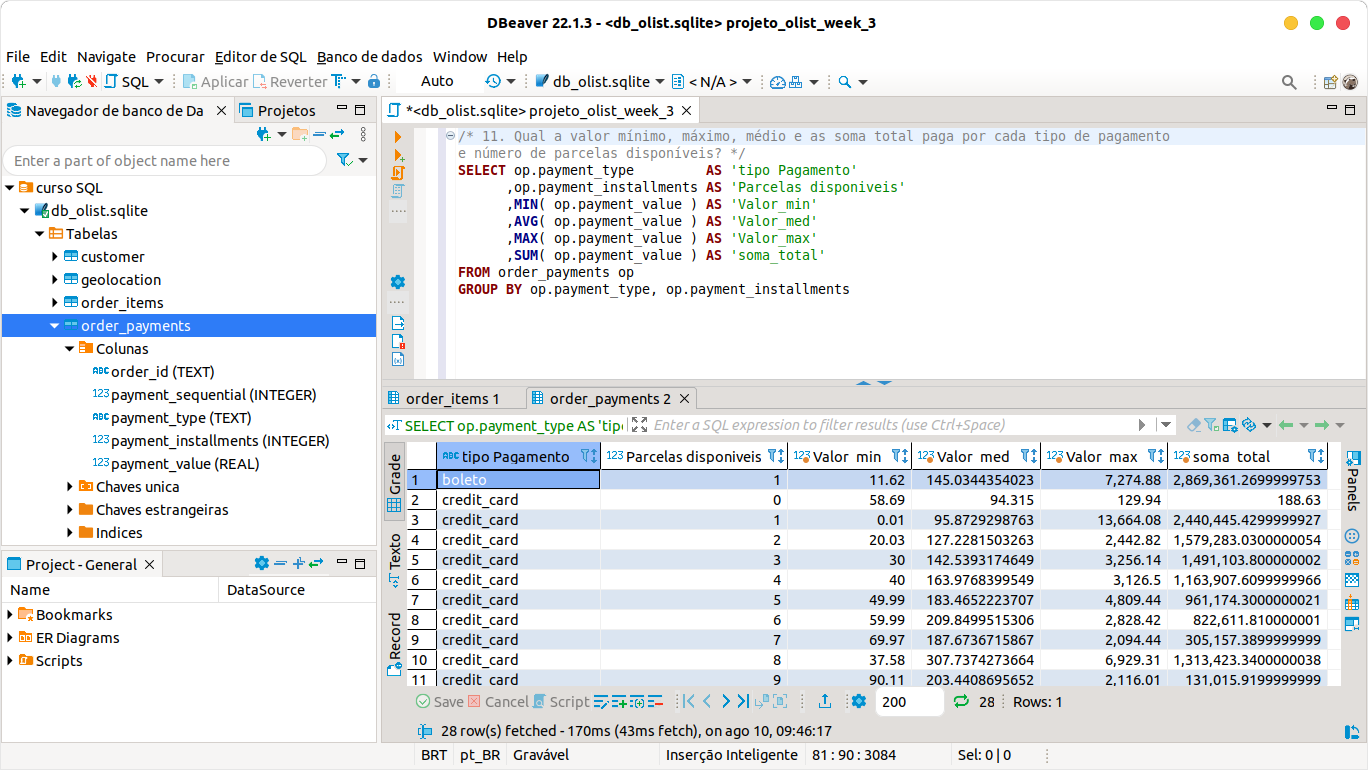 DBeaver 22.1.3 - <db_olist.sqlite> projeto_olist_week_3
File Edit Navigate Procurar Editor de SQL Banco de dados Window Help
SQL Aplicar Reverter Auto db_olist.sqlite < N/A >
Navegador de banco de Da Projetos
Enter a part of object name here
curso SQL
db_olist.sqlite
Tabelas
customer
geolocation
order_items
order_payments
Colunas
ABC order_id (TEXT)
123 payment_sequential (INTEGER)
ABC payment_type (TEXT)
123 payment_installments (INTEGER)
123 payment_value (REAL)
Chaves unica
Chaves estrangeiras
Indices
Project - General
Name DataSource
Bookmarks
ER Diagrams
Scripts
*<db_olist.sqlite> projeto_olist_week_3
/* 11. Qual a valor mínimo, máximo, médio e as soma total paga por cada tipo de pagamento
e número de parcelas disponíveis? */
SELECT op.payment_type AS 'tipo Pagamento'
,op.payment_installments AS 'Parcelas disponiveis'
,MIN( op.payment_value ) AS 'Valor_min'
,AVG( op.payment_value ) AS 'Valor_med'
,MAX( op.payment_value ) AS 'Valor_max'
,SUM( op.payment_value ) AS 'soma_total'
FROM order_payments op
GROUP BY op.payment_type, op.payment_installments
order_items 1 order_payments 2
SELECT op.payment_type AS 'tip Enter a SQL expression to filter results (use Ctrl+Space)
Grade
Texto
Record
ABC tipo Pagamento 123 Parcelas disponiveis 123 Valor_min 123 Valor_med 123 Valor_max 123 soma_total
1 boleto 1 11.62 145.0344354023 7,274.88 2,869,361.2699999753
2 credit_card 0 58.69 94.315 129.94 188.63
3 credit_card 1 0.01 95.8729298763 13,664.08 2,440,445.4299999927
4 credit_card 2 20.03 127.2281503263 2,442.82 1,579,283.0300000054
5 credit_card 3 30 142.5393174649 3,256.14 1,491,103.800000002
6 credit_card 4 40 163.9768399549 3,126.5 1,163,907.6099999966
7 credit_card 5 49.99 183.4652223707 4,809.44 961,174.3000000021
8 credit_card 6 59.99 209.8499515306 2,828.42 822,611.810000001
9 credit_card 7 69.97 187.6736715867 2,094.44 305,157.3899999999
10 credit_card 8 37.58 307.7374273664 6,929.31 1,313,423.3400000038
11 credit_card 9 90.11 203.4408695652 2,116.01 131,015.9199999999
Panels
Save Cancel Script 200 28 Rows: 1
28 row(s) fetched - 170ms (43ms fetch), on ago 10, 09:46:17
BRT pt_BR Gravável Inserção Inteligente 81 : 90 : 3084 Sel: 0 | 0